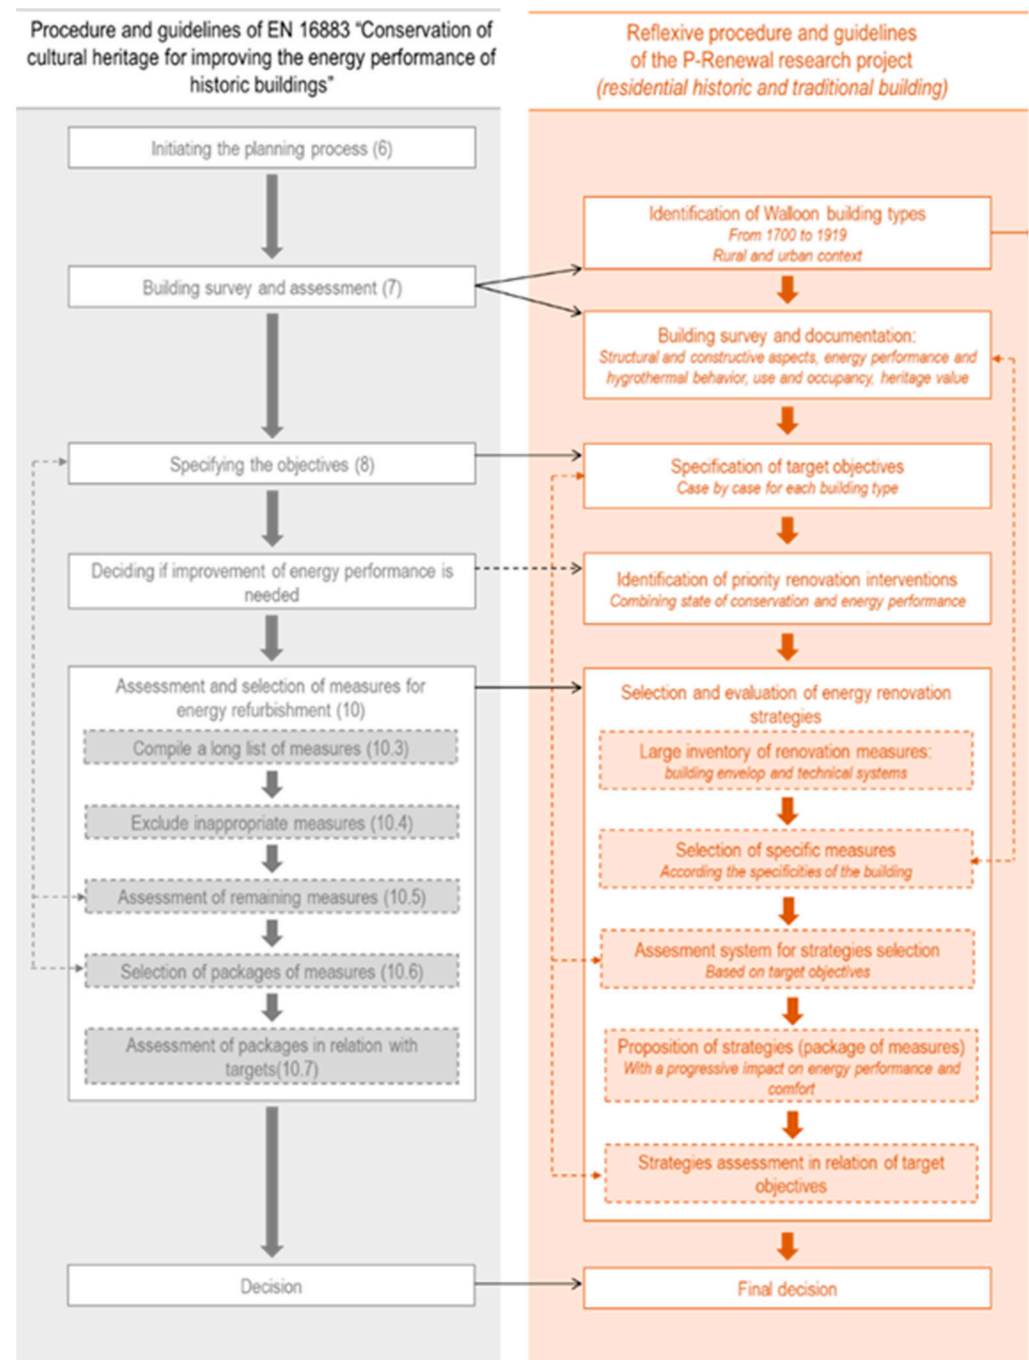 Procedure and guidelines of EN 16883 “Conservation of
cultural heritage for improving the energy performance of
historic buildings”
Initiating the planning process (6)
Building survey and assessment (7)
Specifying the objectives (8)
Deciding if improvement of energy performance is
needed
Assessment and selection of measures for
energy refurbishment (10)
Compile a long list of measures (10.3)
Exclude inappropriate measures (10.4)
Assessment of remaining measures (10.5)
Selection of packages of measures (10.6)
Assessment of packages in relation with
targets(10.7)
Decision
Reflexive procedure and guidelines
of the P-Renewal research project
(residential historic and traditional building)
Identification of Walloon building types
From 1700 to 1919
Rural and urban context
Building survey and documentation:
Structural and constructive aspects, energy performance and
hygrothermal behavior, use and occupancy, heritage value
Specification of target objectives
Case by case for each building type
Identification of priority renovation interventions
Combining state of conservation and energy performance
Selection and evaluation of energy renovation
strategies
Large inventory of renovation measures:
building envelop and technical systems
Selection of specific measures
According the specificities of the building
Assesment system for strategies selection
Based on target objectives
Proposition of strategies (package of measures)
With a progressive impact on energy performance and
comfort
Strategies assessment in relation of target
objectives
Final decision